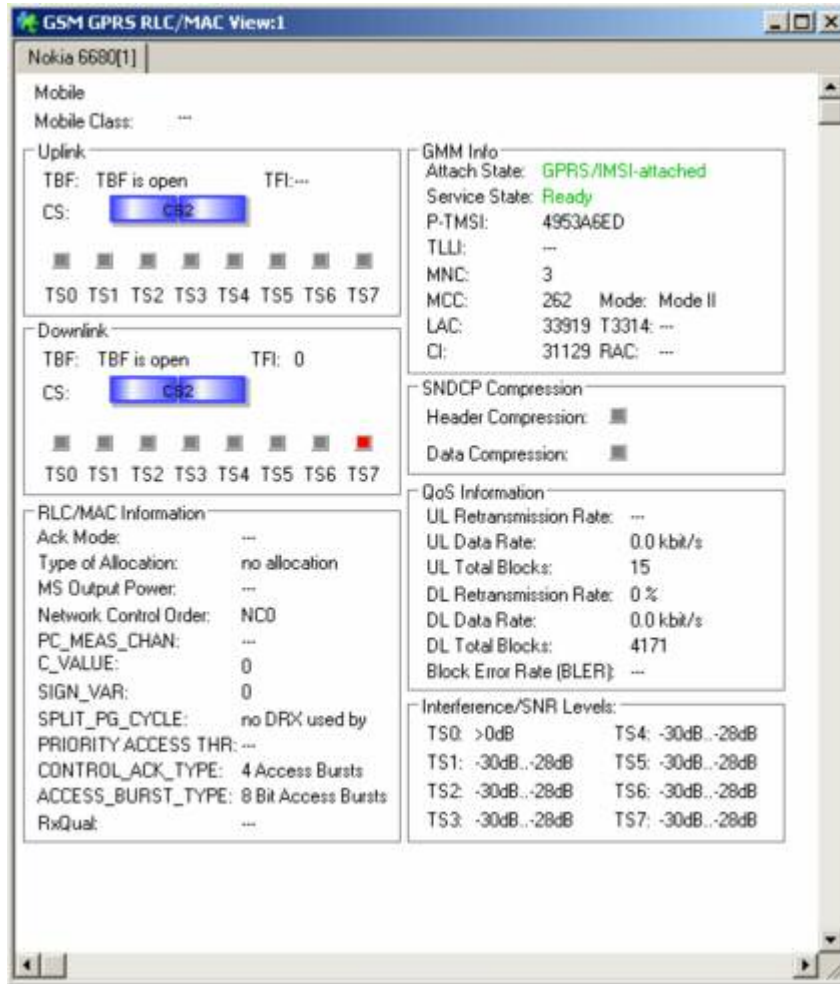 GSM GPRS RLC/MAC View:1
Nokia 6680[1]
Mobile
Mobile Class: ---
Uplink
TBF: TBF is open TFI:---
CS: CS2
TS0 TS1 TS2 TS3 TS4 TS5 TS6 TS7
Downlink
TBF: TBF is open TFI: 0
CS: CS2
TS0 TS1 TS2 TS3 TS4 TS5 TS6 TS7
RLC/MAC Information
Ack Mode: ---
Type of Allocation: no allocation
MS Output Power: ---
Network Control Order: NC0
PC_MEAS_CHAN: ---
C_VALUE: 0
SIGN_VAR: 0
SPLIT_PG_CYCLE: no DRX used by
PRIORITY ACCESS THR: ---
CONTROL_ACK_TYPE: 4 Access Bursts
ACCESS_BURST_TYPE: 8 Bit Access Bursts
RxQual: ---
GMM Info
Attach State: GPRS/IMSI-attached
Service State: Ready
P-TMSI: 4953A6ED
TLLI: ---
MNC: 3
MCC: 262 Mode: Mode II
LAC: 33919 T3314: ---
CI: 31129 RAC: ---
SNDCP Compression
Header Compression:
Data Compression:
QoS Information
UL Retransmission Rate: ---
UL Data Rate: 0.0 kbit/s
UL Total Blocks: 15
DL Retransmission Rate: 0 %
DL Data Rate: 0.0 kbit/s
DL Total Blocks: 4171
Block Error Rate (BLER): ---
Interference/SNR Levels:
TS0: >0dB TS4: -30dB..-28dB
TS1: -30dB..-28dB TS5: -30dB..-28dB
TS2: -30dB..-28dB TS6: -30dB..-28dB
TS3: -30dB..-28dB TS7: -30dB..-28dB